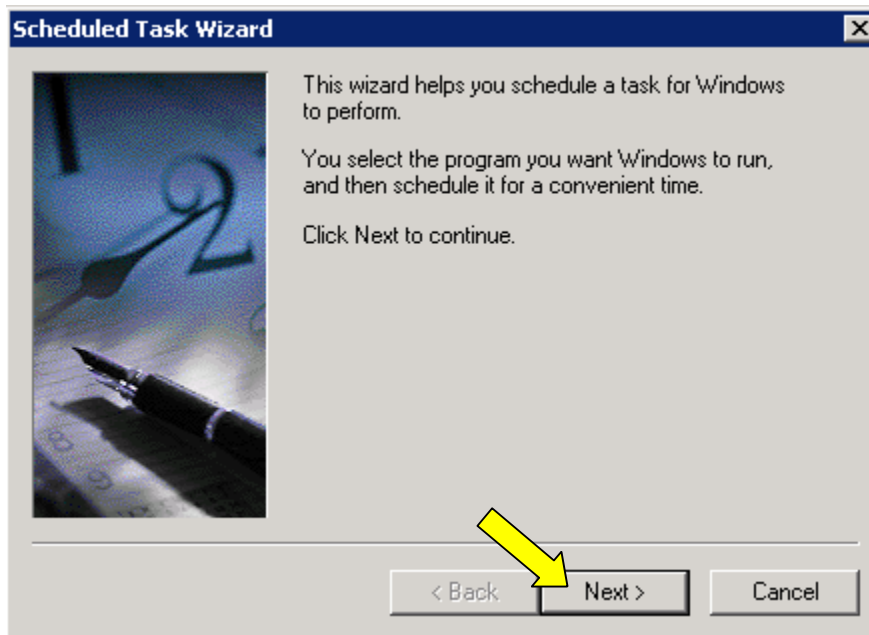 Scheduled Task Wizard
This wizard helps you schedule a task for Windows
to perform.
You select the program you want Windows to run,
and then schedule it for a convenient time.
Click Next to continue.
< Back
Next >
Cancel